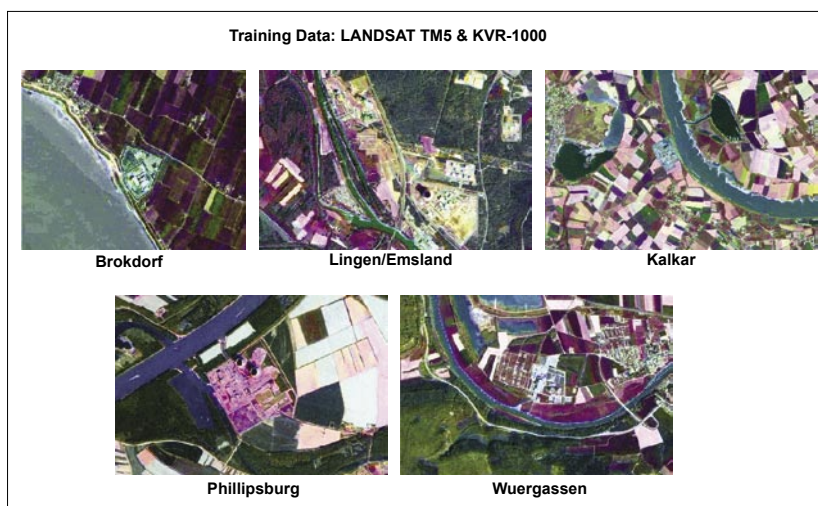 Training Data: LANDSAT TM5 & KVR-1000
Brokdorf
Lingen/Emsland
Kalkar
Phillipsburg
Wuergassen